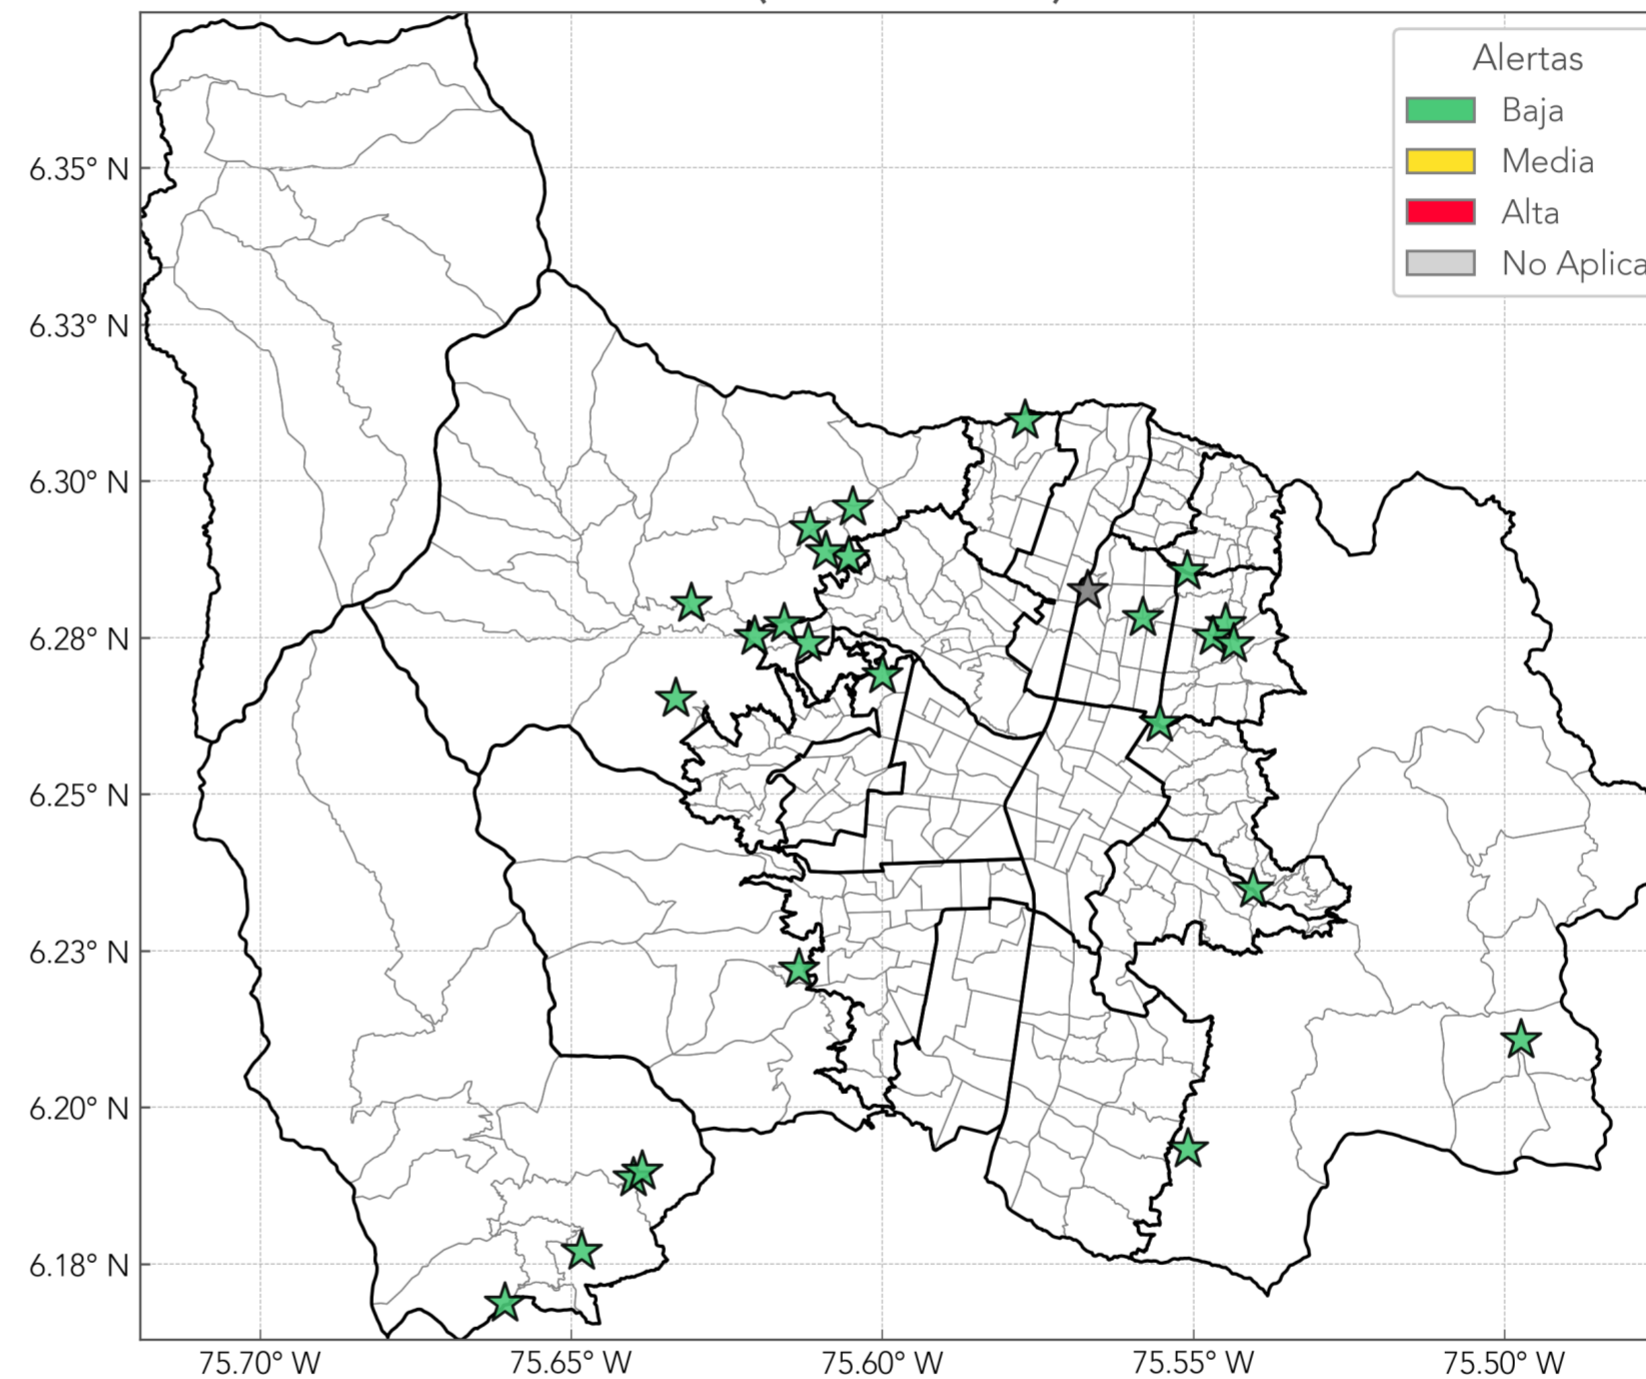 Alertas
Baja
Media
Alta
No Aplica
6.35° N
6.33° N
6.30° N
6.28° N
6.25° N
6.23° N
6.20° N
6.18° N
75.70° W 75.65° W 75.60° W 75.55° W 75.50° W